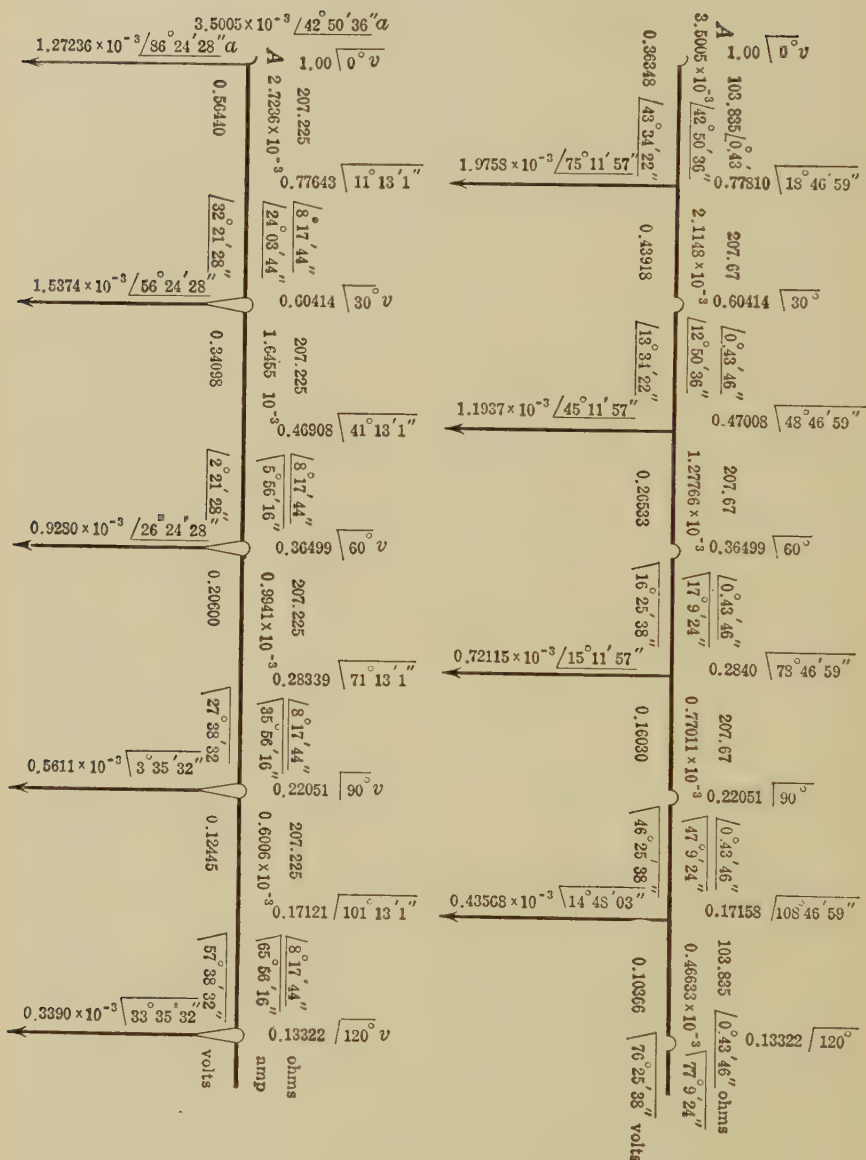 3.5005 × 10⁻³ /42° 50′ 36″ a
1.27236 × 10⁻³ /86° 24′ 28″ a
A 1.00 \0° v
0.56440 /32° 21′ 28″
207.225 /8° 17′ 44″
2.7236 × 10⁻³ /24° 03′ 44″
0.77643 \11° 13′ 1″
1.5374 × 10⁻³ /56° 24′ 28″
0.60414 \30° v
0.34098 /2° 21′ 28″
207.225 /8° 17′ 44″
1.6455 10⁻³ \5° 56′ 16″
0.46908 \41° 13′ 1″
0.9280 × 10⁻³ /26° 24′ 28″
0.36499 \60° v
0.20600 \27° 38′ 32
207.225 /8° 17′ 44″
0.9941 × 10⁻³ \35° 56′ 16″
0.28339 \71° 13′ 1″
0.5611 × 10⁻³ \3° 35′ 32″
0.22051 \90° v
0.12445 \57° 38′ 32″ volts
207.225 /8° 17′ 44″ ohms
0.6006 × 10⁻³ \65° 56′ 16″ amp
0.17121 /101° 13′ 1″
0.3390 × 10⁻³ \33° 35′ 32″
0.13322 /120° v
A 1.00 \0° v
3.5005 × 10⁻³ /42° 50′ 36″
103.835 /0.° 43′
0.36348 /43° 34′ 22″
0.77810 \18° 46′ 59″
1.9758 × 10⁻³ /75° 11′ 57″
0.43918 /13° 34′ 22″
207.67 /0.° 43′ 46″
2.1148 × 10⁻³ /12° 50′ 36″
0.60414 \30°
0.47008 \48° 46′ 59″
1.1937 × 10⁻³ /45° 11′ 57″
0.26533 \16° 25′ 38″
207.67 /0.° 43′ 46″
1.27766 × 10⁻³ \17° 9′ 24″
0.36499 \60°
0.2840 \78° 46′ 59″
0.72115 × 10⁻³ /15° 11′ 57″
0.16030 \46° 25′ 38″
207.67 /0.° 43′ 46″
0.77011 × 10⁻³ \47° 9′ 24″
0.22051 \90°
0.17158 /108° 46′ 59″
0.43568 × 10⁻³ \14° 48′ 03″
0.10366 \76° 25′ 38″ volts
103.835 /0.° 43′ 46″ ohms
0.46633 × 10⁻³ \77° 9′ 24″
0.13322 /120°